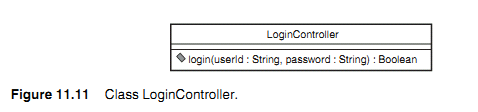 LoginController
login(userId : String, password : String) : Boolean
Figure 11.11 Class LoginController.